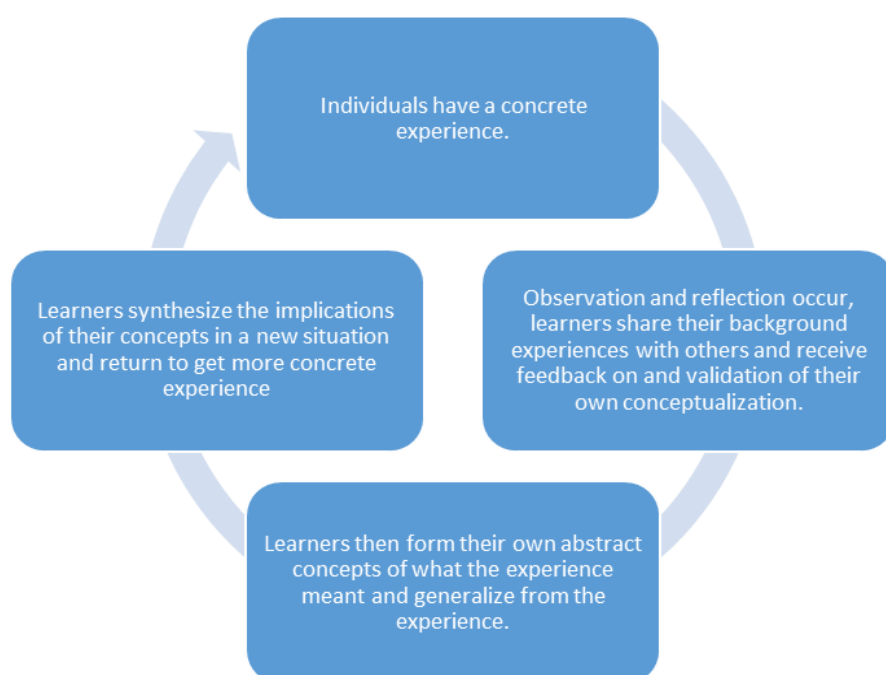 Individuals have a concrete
experience.
Observation and reflection occur,
learners share their background
experiences with others and receive
feedback on and validation of their
own conceptualization.
Learners then form their own abstract
concepts of what the experience
meant and generalize from the
experience.
Learners synthesize the implications
of their concepts in a new situation
and return to get more concrete
experience